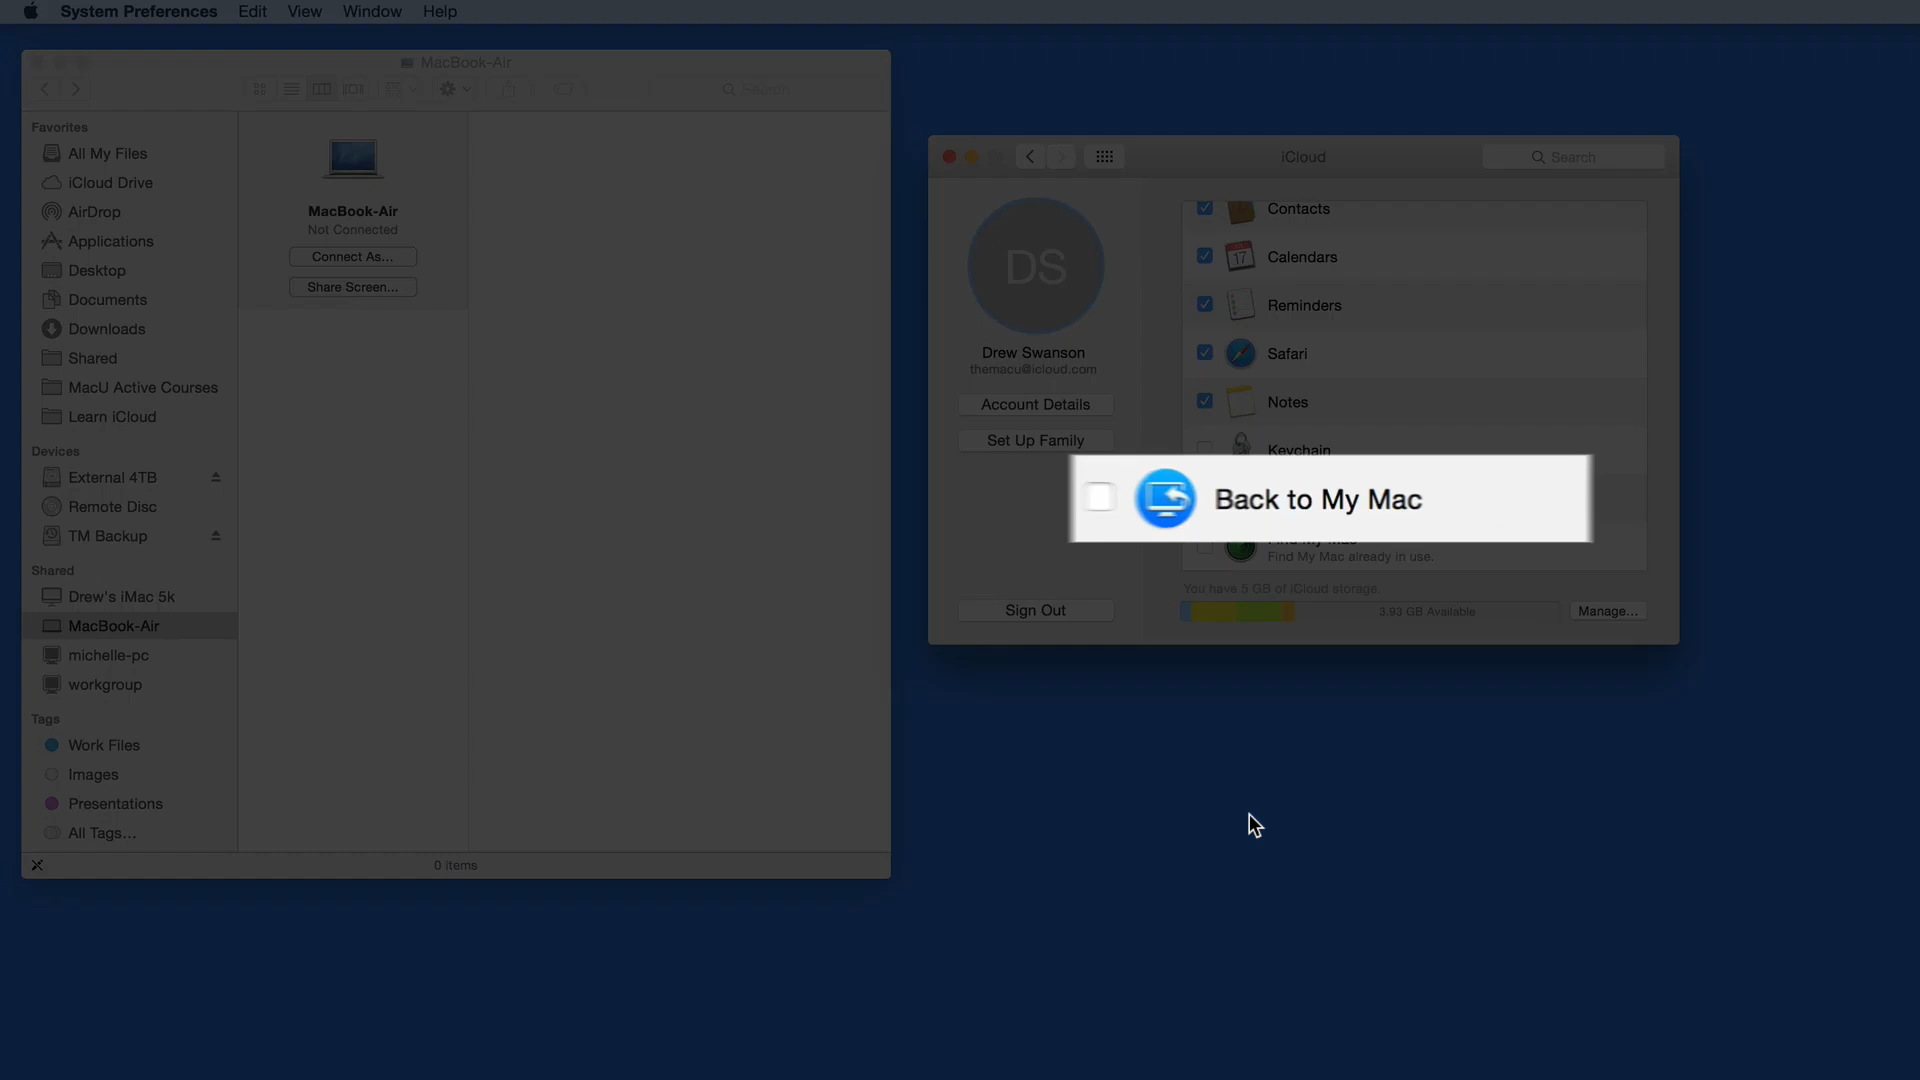 System Preferences Edit View Window Help
MacBook-Air
Search
Favorites
All My Files
iCloud Drive
AirDrop
Applications
Desktop
Documents
Downloads
Shared
MacU Active Courses
Learn iCloud
Devices
External 4TB
Remote Disc
TM Backup
Shared
Drew's iMac 5k
MacBook-Air
michelle-pc
workgroup
Tags
Work Files
Images
Presentations
All Tags...
MacBook-Air
Not Connected
Connect As...
Share Screen...
0 items
iCloud
Search
DS
Drew Swanson
themacu@icloud.com
Account Details
Set Up Family
Sign Out
Contacts
17
Calendars
Reminders
Safari
Notes
Keychain
Back to My Mac
Find My Mac
Find My Mac already in use.
You have 5 GB of iCloud storage.
3.93 GB Available
Manage...